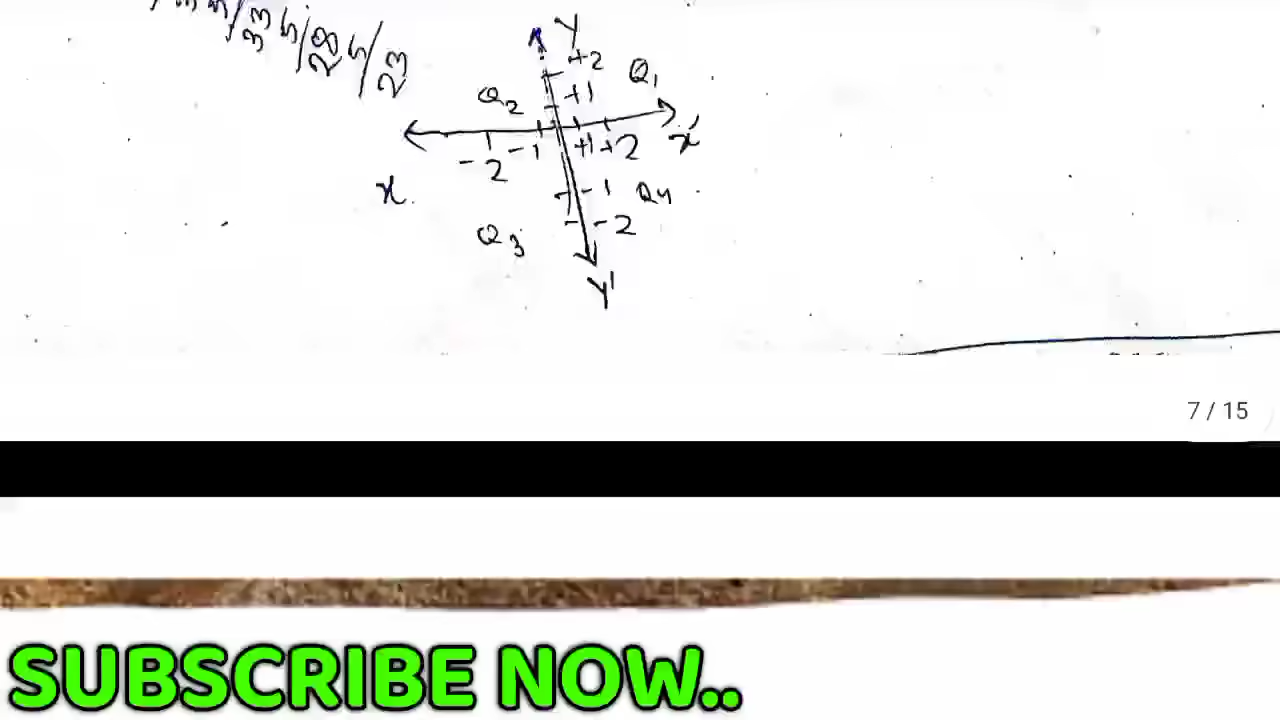 Y
+2
Q1
Q2
+1
-2 -1 +1 +2 x'
x
-1 Q4
-2
Q3
Y'
7 / 15
SUBSCRIBE NOW..